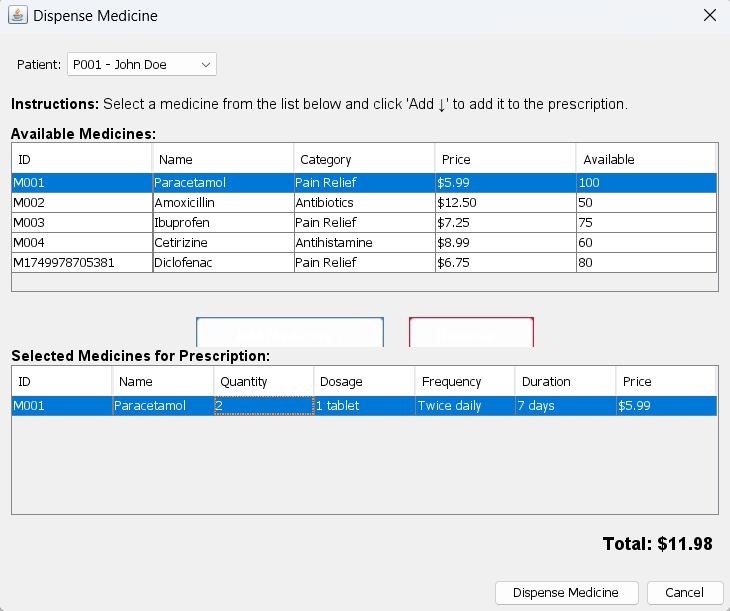 Dispense Medicine
Patient: P001 - John Doe
Instructions: Select a medicine from the list below and click 'Add ↓' to add it to the prescription.
Available Medicines:
ID Name Category Price Available
M001 Paracetamol Pain Relief $5.99 100
M002 Amoxicillin Antibiotics $12.50 50
M003 Ibuprofen Pain Relief $7.25 75
M004 Cetirizine Antihistamine $8.99 60
M1749978705381 Diclofenac Pain Relief $6.75 80
Selected Medicines for Prescription:
ID Name Quantity Dosage Frequency Duration Price
M001 Paracetamol 2 1 tablet Twice daily 7 days $5.99
Total: $11.98
Dispense Medicine Cancel